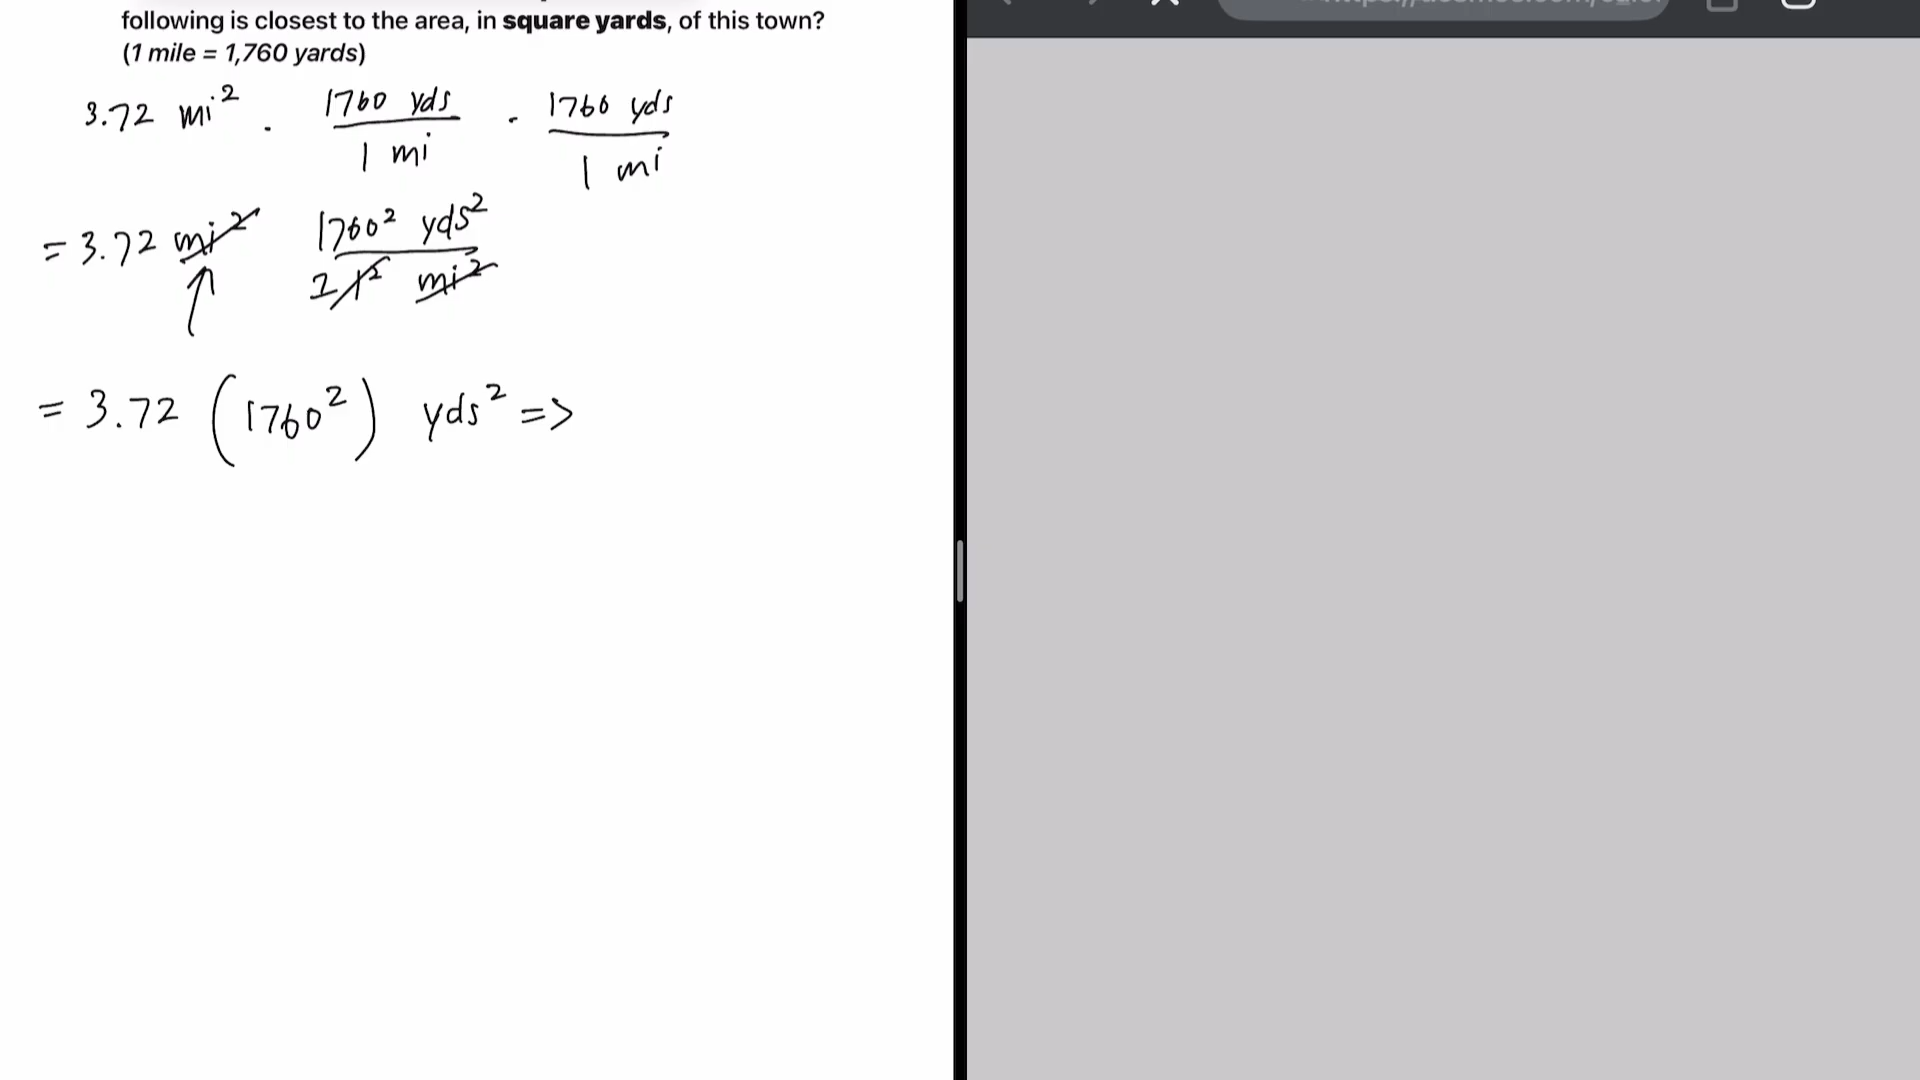 following is closest to the area, in square yards, of this town?
(1 mile = 1,760 yards)
3.72 mi² · 1760 yds / 1 mi · 1760 yds / 1 mi
= 3.72 mi² 1760² yds² / 1 1² mi²
= 3.72 (1760²) yds² =>